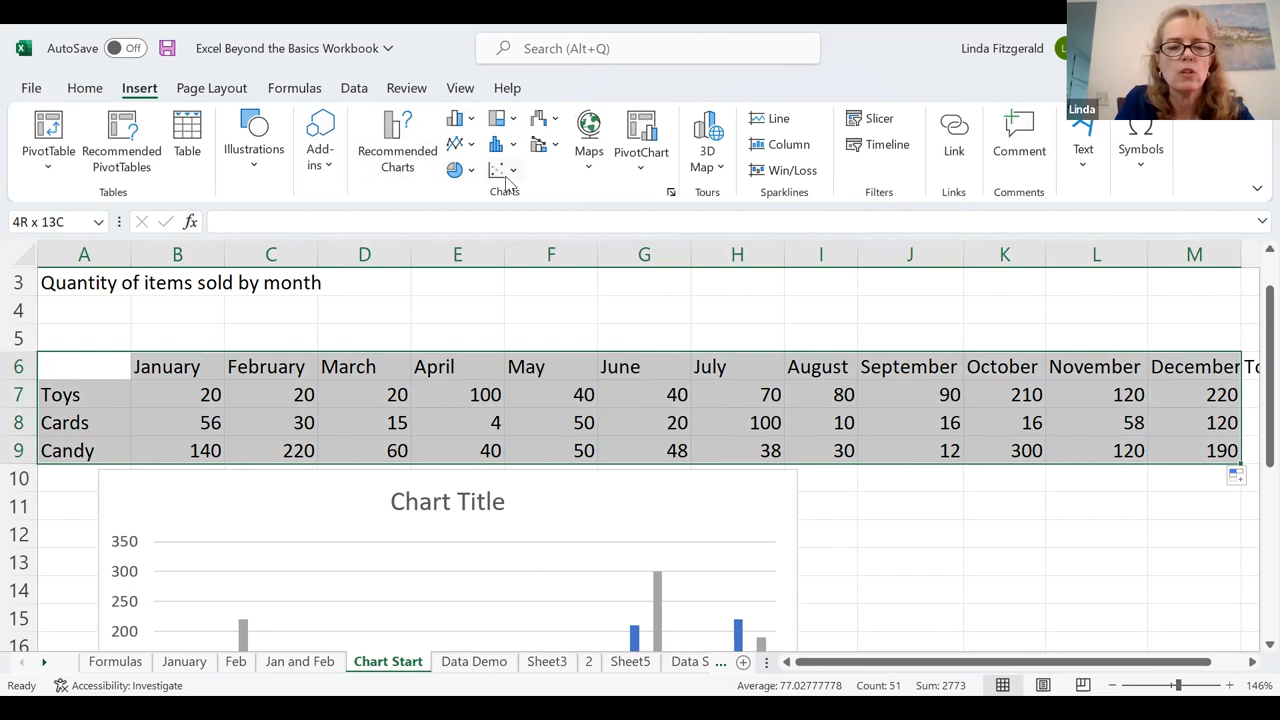 AutoSave Off Excel Beyond the Basics Workbook Search (Alt+Q) Linda Fitzgerald
Linda
File Home Insert Page Layout Formulas Data Review View Help
PivotTable Recommended PivotTables Table Illustrations Add-ins Recommended Charts Maps PivotChart 3D Map Line Column Win/Loss Slicer Timeline Link Comment Text Symbols
Tables Charts Tours Sparklines Filters Links Comments
4R x 13C fx
A B C D E F G H I J K L M
3 Quantity of items sold by month
4
5
6 January February March April May June July August September October November December
7 Toys 20 20 20 100 40 40 70 80 90 210 120 220
8 Cards 56 30 15 4 50 20 100 10 16 16 58 120
9 Candy 140 220 60 40 50 48 38 30 12 300 120 190
10
11 Chart Title
12 350
13 300
14 250
15 200
16
Formulas January Feb Jan and Feb Chart Start Data Demo Sheet3 2 Sheet5 Data S ...
Ready Accessibility: Investigate Average: 77.02777778 Count: 51 Sum: 2773 146%